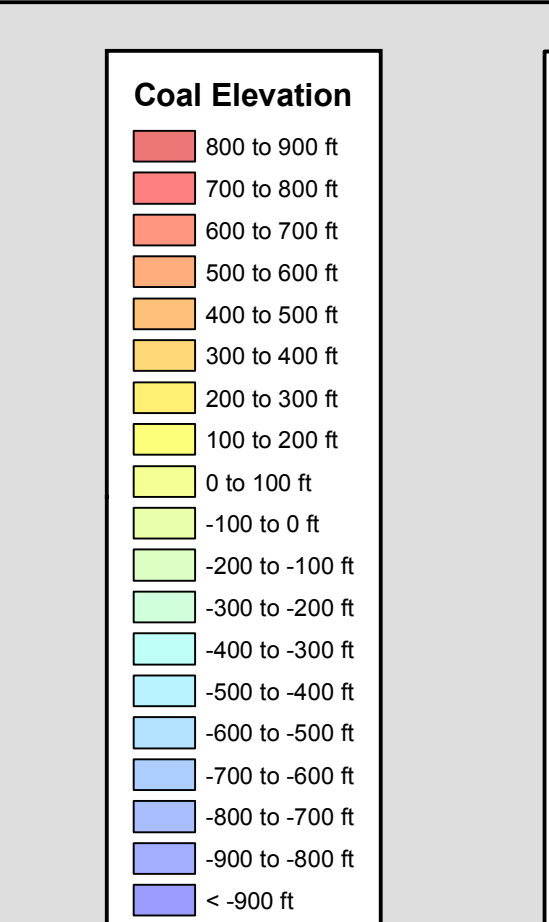 Coal Elevation
800 to 900 ft
700 to 800 ft
600 to 700 ft
500 to 600 ft
400 to 500 ft
300 to 400 ft
200 to 300 ft
100 to 200 ft
0 to 100 ft
-100 to 0 ft
-200 to -100 ft
-300 to -200 ft
-400 to -300 ft
-500 to -400 ft
-600 to -500 ft
-700 to -600 ft
-800 to -700 ft
-900 to -800 ft
< -900 ft